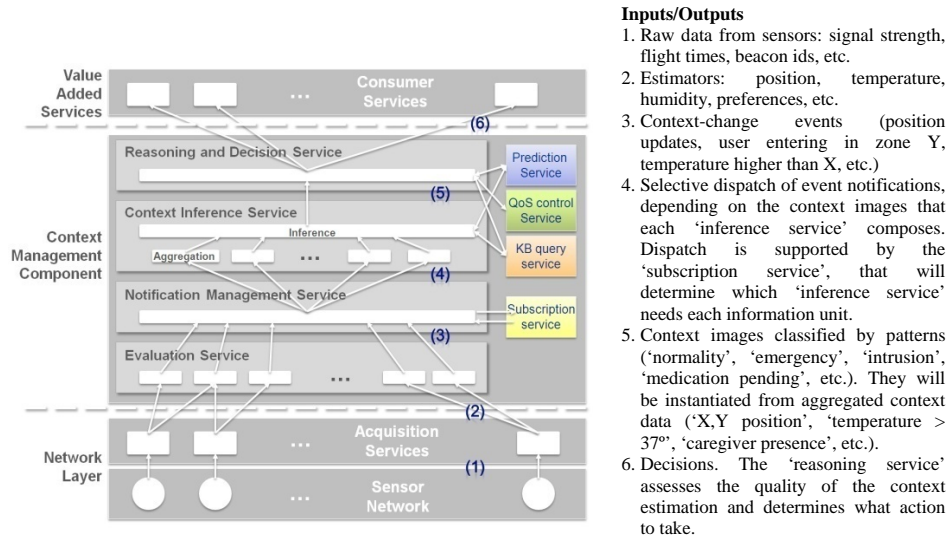 Value
Added
Services
Consumer
Services
...
(6)
Context
Management
Component
Reasoning and Decision Service
(5)
Prediction
Service
QoS control
Service
KB query
service
Context Inference Service
Inference
Aggregation
...
(4)
Notification Management Service
(3)
Subscription
service
Evaluation Service
...
(2)
Network
Layer
Acquisition
Services
...
(1)
Sensor
Network
...
Inputs/Outputs
1. Raw data from sensors: signal strength,
flight times, beacon ids, etc.
2. Estimators: position, temperature,
humidity, preferences, etc.
3. Context-change events (position
updates, user entering in zone Y,
temperature higher than X, etc.)
4. Selective dispatch of event notifications,
depending on the context images that
each ‘inference service’ composes.
Dispatch is supported by the
‘subscription service’, that will
determine which ‘inference service’
needs each information unit.
5. Context images classified by patterns
(‘normality’, ‘emergency’, ‘intrusion’,
‘medication pending’, etc.). They will
be instantiated from aggregated context
data (‘X,Y position’, ‘temperature >
37º’, ‘caregiver presence’, etc.).
6. Decisions. The ‘reasoning service’
assesses the quality of the context
estimation and determines what action
to take.